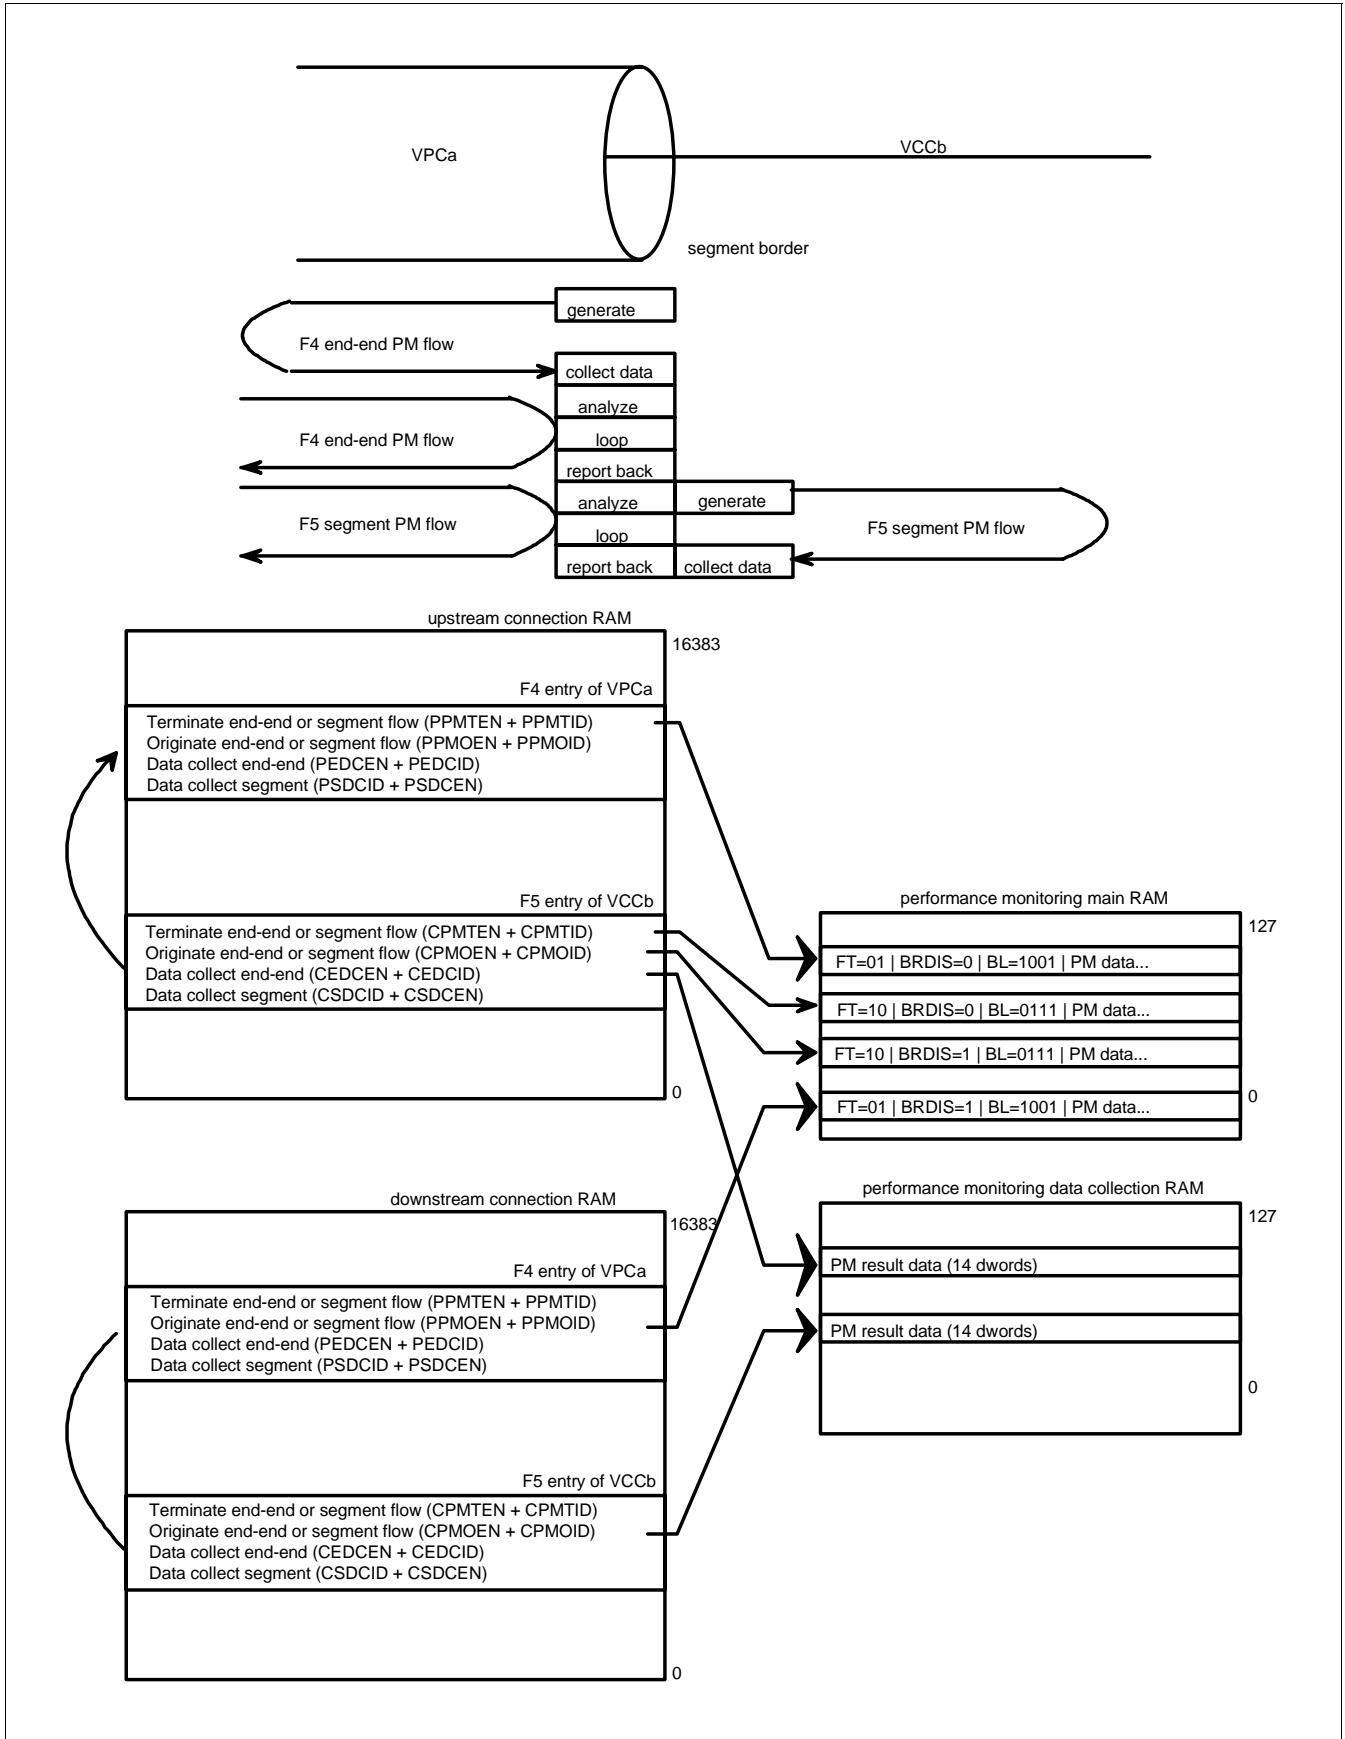 VPCa
VCCb
segment border
generate
F4 end-end PM flow
collect data
analyze
F4 end-end PM flow
loop
report back
analyze
generate
F5 segment PM flow
F5 segment PM flow
loop
report back
collect data
upstream connection RAM
16383
F4 entry of VPCa
Terminate end-end or segment flow (PPMTEN + PPMTID)
Originate end-end or segment flow (PPMOEN + PPMOID)
Data collect end-end (PEDCEN + PEDCID)
Data collect segment (PSDCID + PSDCEN)
F5 entry of VCCb
Terminate end-end or segment flow (CPMTEN + CPMTID)
Originate end-end or segment flow (CPMOEN + CPMOID)
Data collect end-end (CEDCEN + CEDCID)
Data collect segment (CSDCID + CSDCEN)
0
performance monitoring main RAM
127
FT=01 | BRDIS=0 | BL=1001 | PM data...
FT=10 | BRDIS=0 | BL=0111 | PM data...
FT=10 | BRDIS=1 | BL=0111 | PM data...
FT=01 | BRDIS=1 | BL=1001 | PM data...
0
downstream connection RAM
16383
F4 entry of VPCa
Terminate end-end or segment flow (PPMTEN + PPMTID)
Originate end-end or segment flow (PPMOEN + PPMOID)
Data collect end-end (PEDCEN + PEDCID)
Data collect segment (PSDCID + PSDCEN)
F5 entry of VCCb
Terminate end-end or segment flow (CPMTEN + CPMTID)
Originate end-end or segment flow (CPMOEN + CPMOID)
Data collect end-end (CEDCEN + CEDCID)
Data collect segment (CSDCID + CSDCEN)
0
performance monitoring data collection RAM
127
PM result data (14 dwords)
PM result data (14 dwords)
0